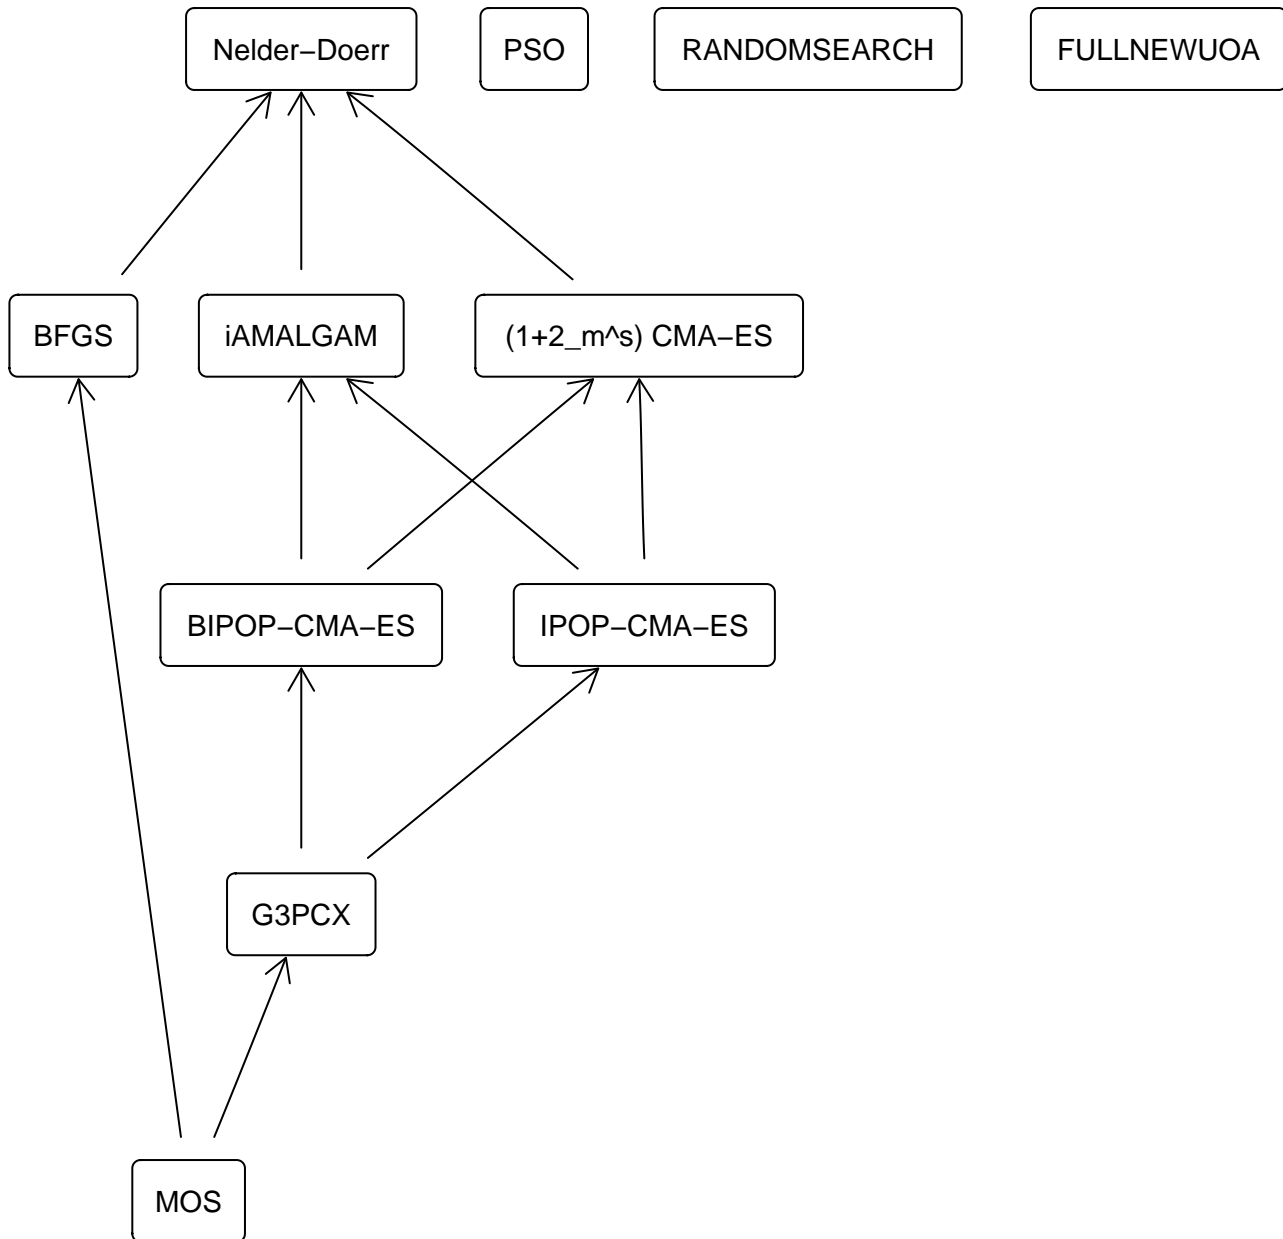 Nelder−Doerr
PSO
RANDOMSEARCH
FULLNEWUOA
BFGS
iAMALGAM
(1+2_m^s) CMA−ES
BIPOP−CMA−ES
IPOP−CMA−ES
G3PCX
MOS